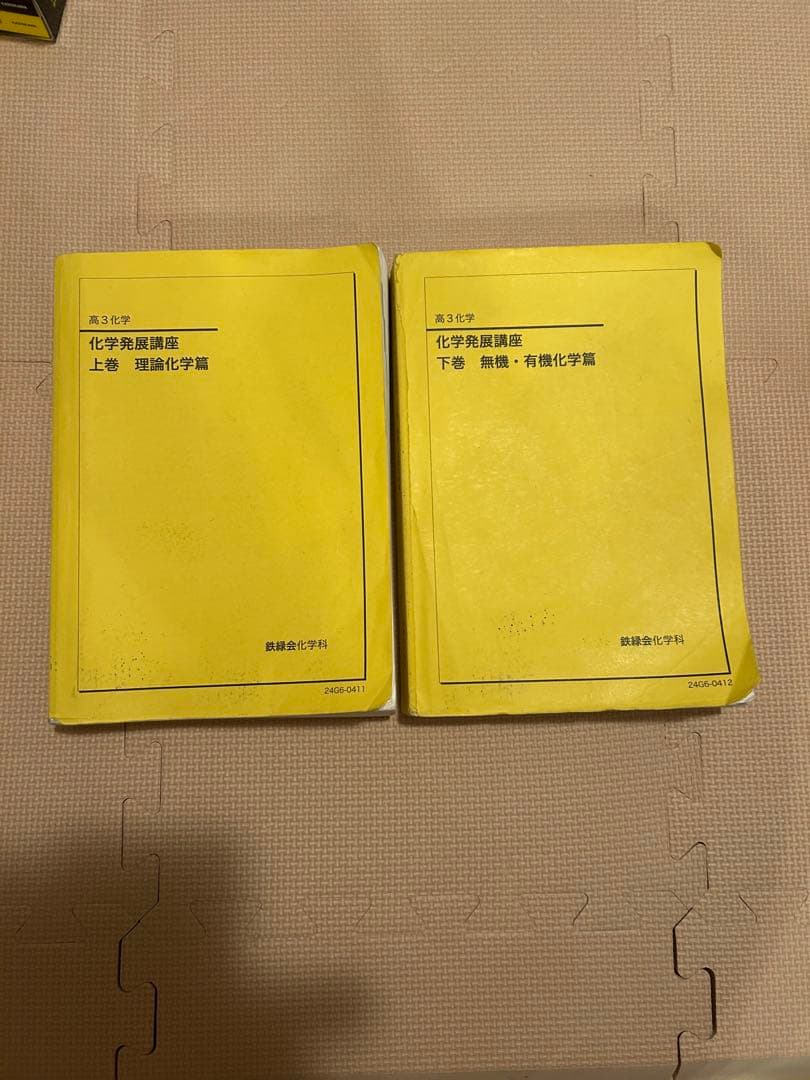 高3化学
化学発展講座
上巻 理論化学篇
鉄緑会化学科
24G6-0411
高3化学
化学発展講座
下巻 無機・有機化学篇
鉄緑会化学科
24G6-0412